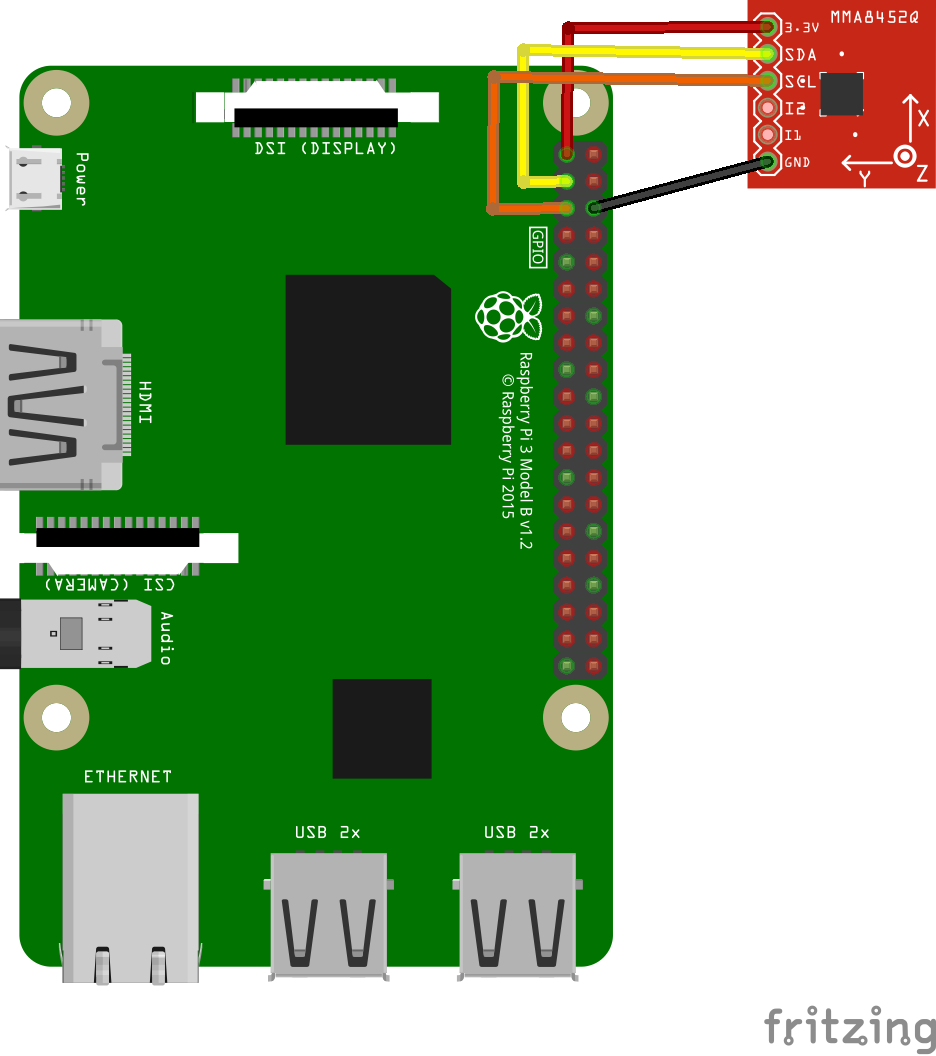 MMA8452Q
3.3V
SDA
SCL
I2
I1
GND
X
Y
Z
DSI (DISPLAY)
Power
GPIO
HDMI
Raspberry Pi 3 Model B v1.2
© Raspberry Pi 2015
CSI (CAMERA)
Audio
ETHERNET
USB 2x
USB 2x
fritzing